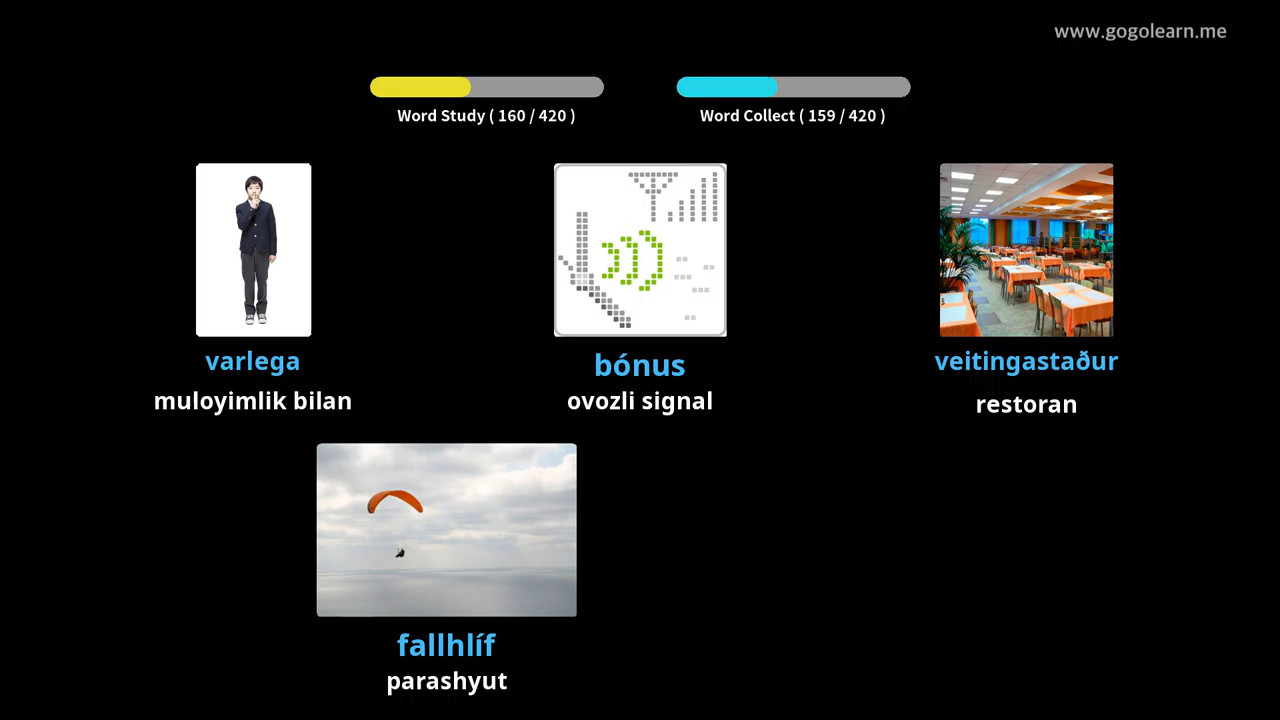 www.gogolearn.me
Word Study ( 160 / 420 )
Word Collect ( 159 / 420 )
varlega
muloyimlik bilan
bónus
ovozli signal
veitingastaður
restoran
fallhlíf
parashyut